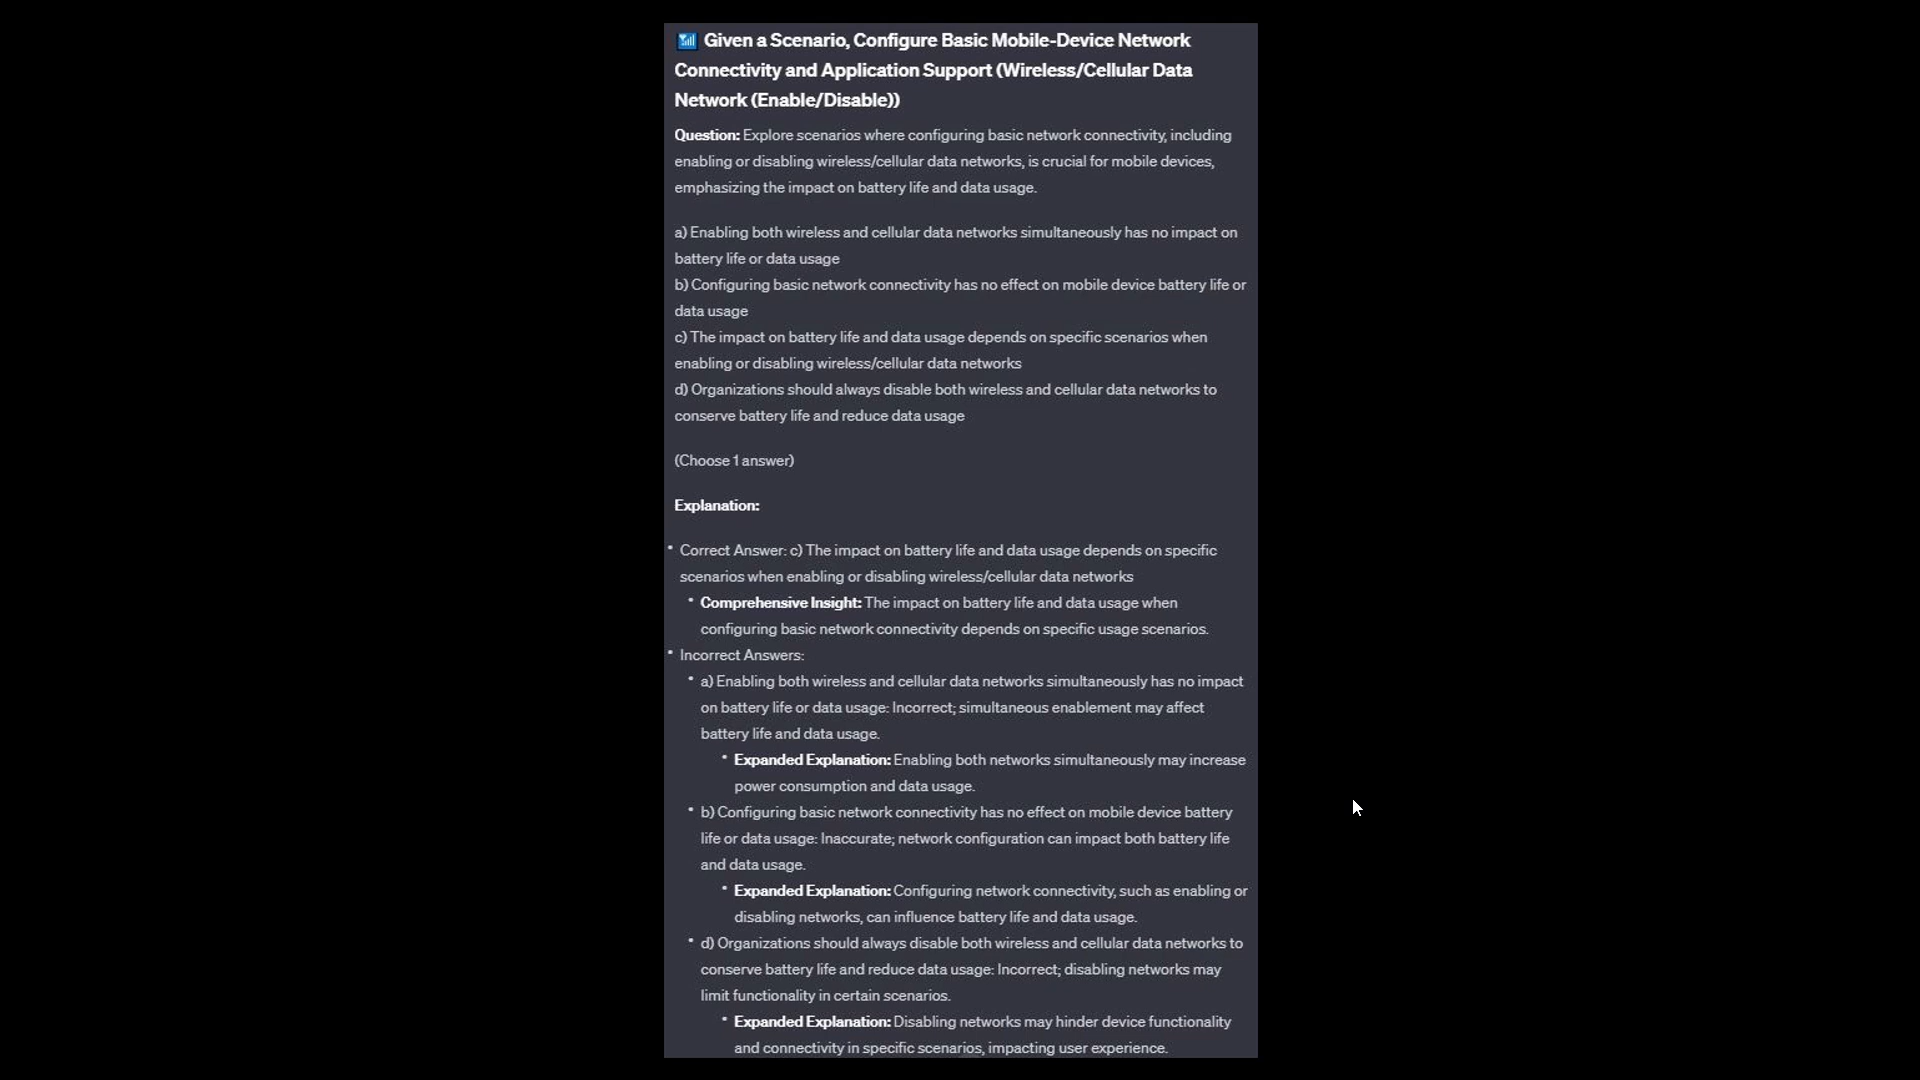 Given a Scenario, Configure Basic Mobile-Device Network
Connectivity and Application Support (Wireless/Cellular Data
Network (Enable/Disable))
Question: Explore scenarios where configuring basic network connectivity, including
enabling or disabling wireless/cellular data networks, is crucial for mobile devices,
emphasizing the impact on battery life and data usage.
a) Enabling both wireless and cellular data networks simultaneously has no impact on
battery life or data usage
b) Configuring basic network connectivity has no effect on mobile device battery life or
data usage
c) The impact on battery life and data usage depends on specific scenarios when
enabling or disabling wireless/cellular data networks
d) Organizations should always disable both wireless and cellular data networks to
conserve battery life and reduce data usage
(Choose 1 answer)
Explanation:
• Correct Answer: c) The impact on battery life and data usage depends on specific
scenarios when enabling or disabling wireless/cellular data networks
• Comprehensive Insight: The impact on battery life and data usage when
configuring basic network connectivity depends on specific usage scenarios.
• Incorrect Answers:
• a) Enabling both wireless and cellular data networks simultaneously has no impact
on battery life or data usage: Incorrect; simultaneous enablement may affect
battery life and data usage.
• Expanded Explanation: Enabling both networks simultaneously may increase
power consumption and data usage.
• b) Configuring basic network connectivity has no effect on mobile device battery
life or data usage: Inaccurate; network configuration can impact both battery life
and data usage.
• Expanded Explanation: Configuring network connectivity, such as enabling or
disabling networks, can influence battery life and data usage.
• d) Organizations should always disable both wireless and cellular data networks to
conserve battery life and reduce data usage: Incorrect; disabling networks may
limit functionality in certain scenarios.
• Expanded Explanation: Disabling networks may hinder device functionality
and connectivity in specific scenarios, impacting user experience.